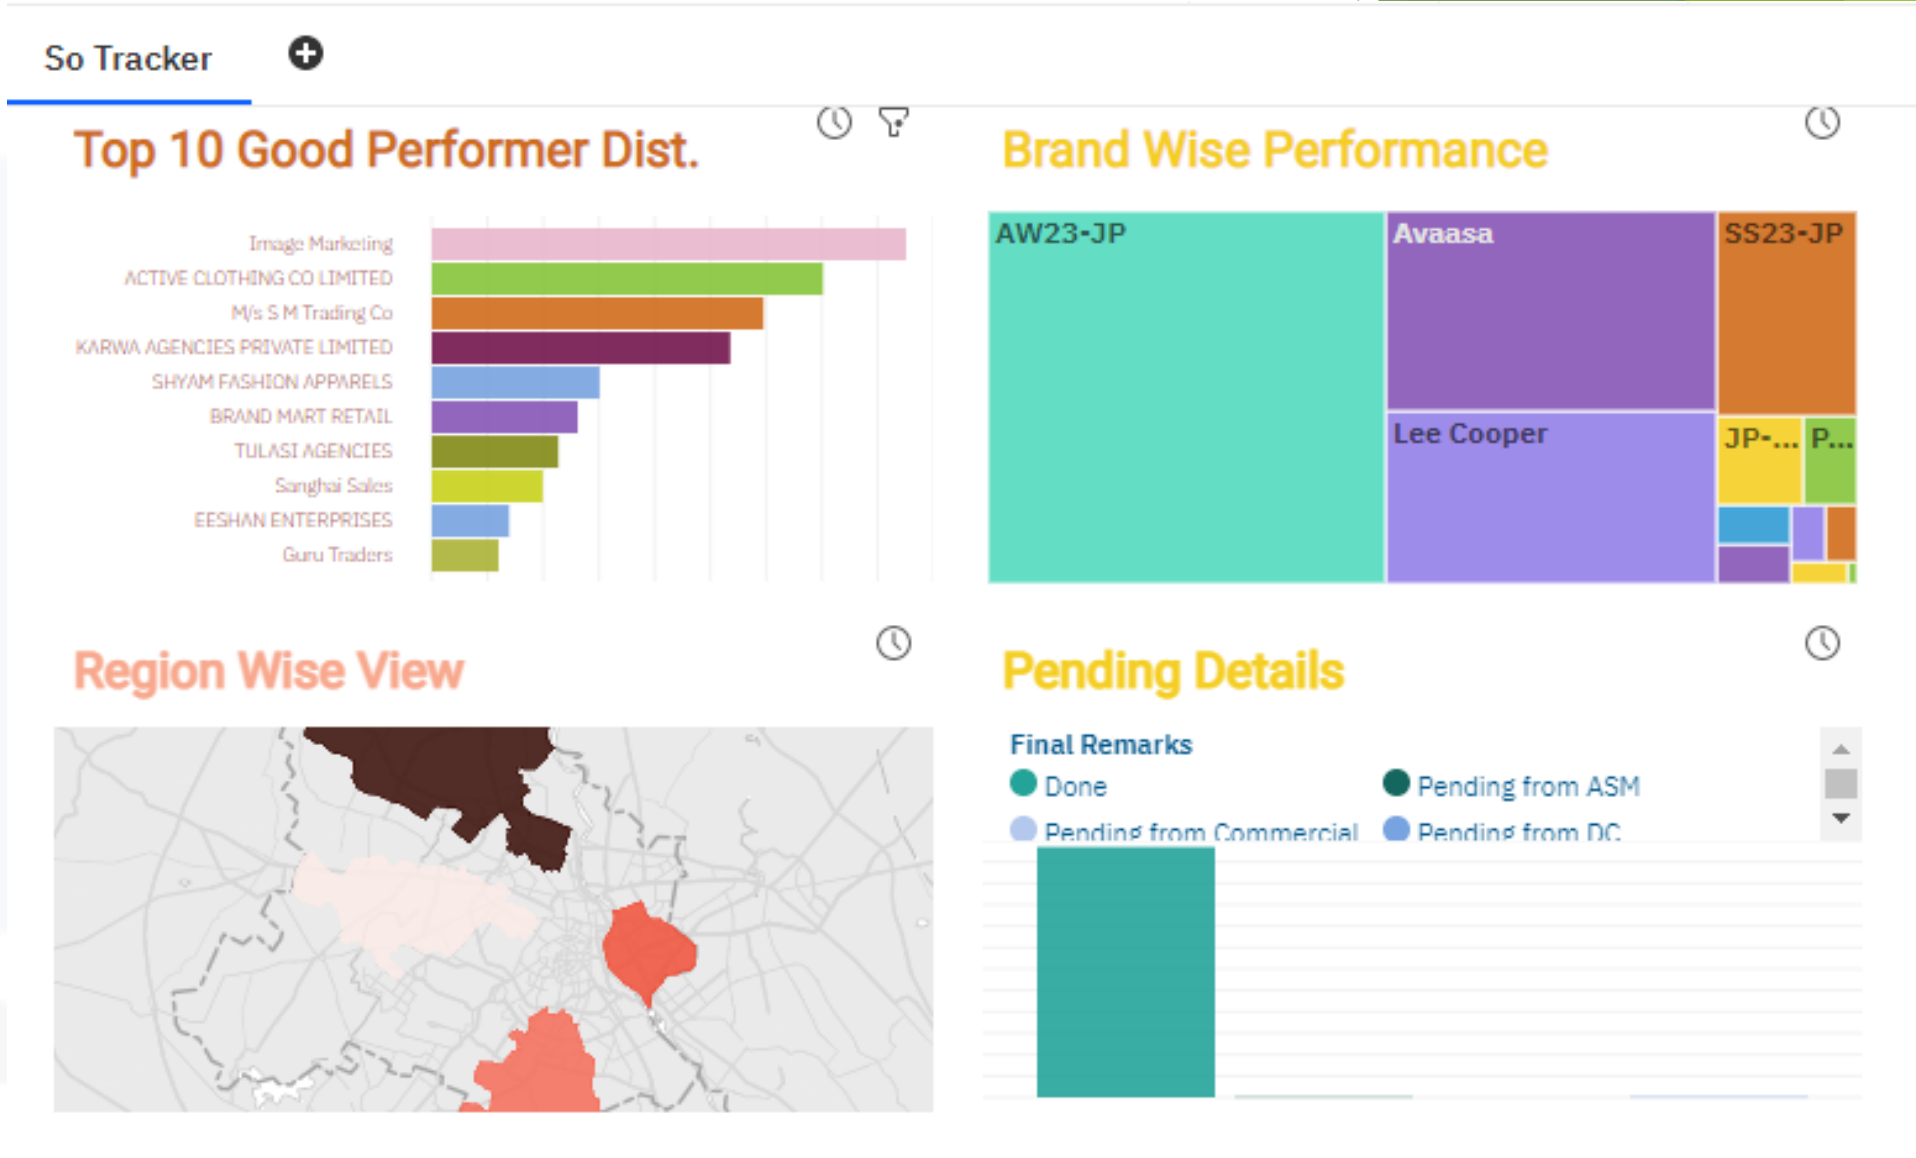 So Tracker
Top 10 Good Performer Dist.
Image Marketing
ACTIVE CLOTHING CO LIMITED
M/s S M Trading Co
KARWA AGENCIES PRIVATE LIMITED
SHYAM FASHION APPARELS
BRAND MART RETAIL
TULASI AGENCIES
Sanghai Sales
EESHAN ENTERPRISES
Guru Traders
Brand Wise Performance
AW23-JP
Avaasa
SS23-JP
Lee Cooper
JP-...
P...
Region Wise View
Pending Details
Final Remarks
Done
Pending from ASM
Pending from Commercial
Pending from DC